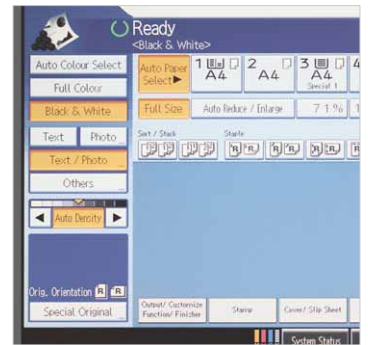 Ready
<Black & White>
Auto Colour Select
Full Colour
Black & White
Text Photo
Text / Photo
Others
Auto Density
Orig. Orientation R R
Special Original
Auto Paper Select▶
1 A4
2 A4
3 A4
Special 1
4
Full Size
Auto Reduce / Enlarge
71%
1
Sort / Stack
Staple
Output/ Customize
Function/ Finisher
Stamp
Cover/ Slip Sheet
System Status